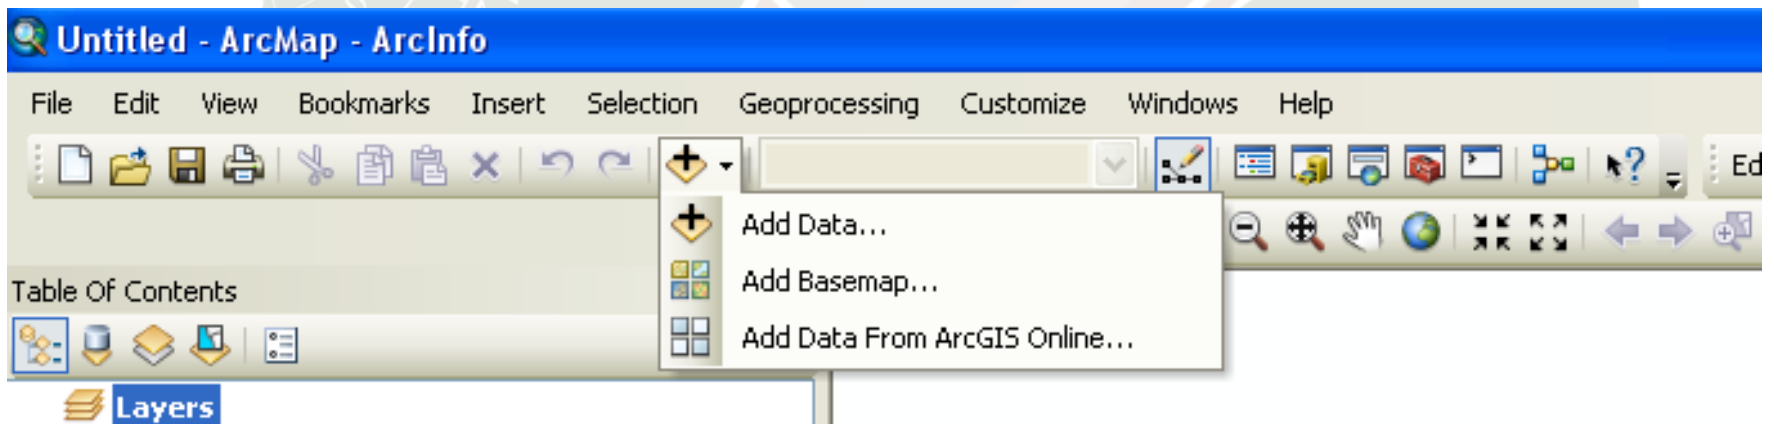 Untitled - ArcMap - ArcInfo
File Edit View Bookmarks Insert Selection Geoprocessing Customize Windows Help
Ed
Add Data...
Add Basemap...
Add Data From ArcGIS Online...
Table Of Contents
Layers